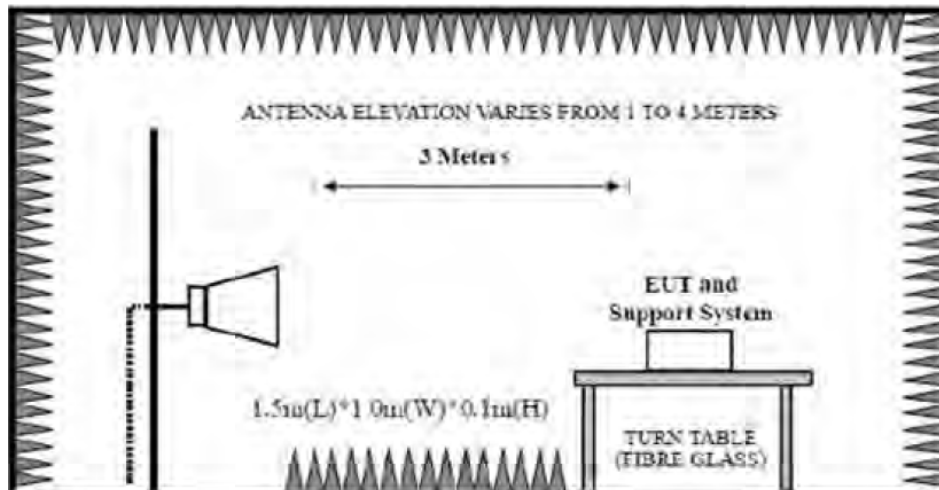 ANTENNA ELEVATION VARIES FROM 1 TO 4 METERS
3 Meters
EUT and
Support System
1.5m(L)*1.0m(W)*0.1m(H)
TURN TABLE
(FIBRE GLASS)